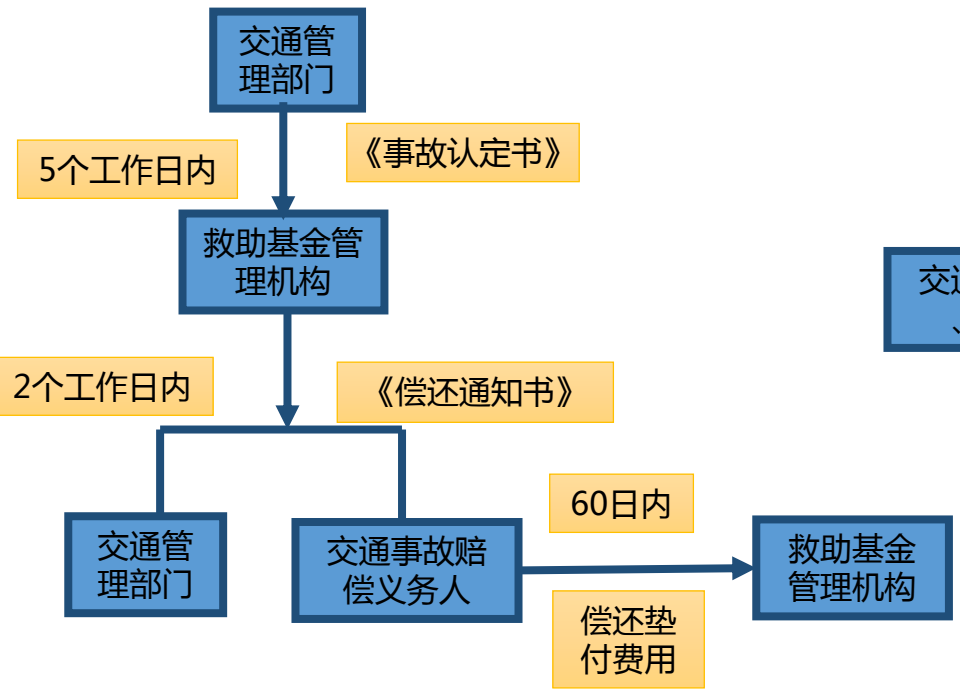 交通管
理部门
5个工作日内
《事故认定书》
救助基金管
理机构
交通
2个工作日内
《偿还通知书》
60日内
交通管
理部门
交通事故赔
偿义务人
救助基金
管理机构
偿还垫
付费用